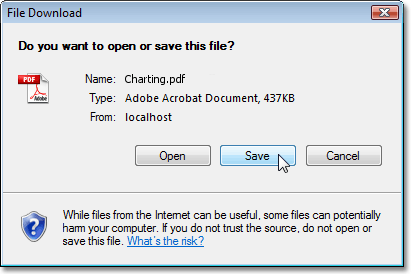 File Download
Do you want to open or save this file?
PDF
Adobe
Name: Charting.pdf
Type: Adobe Acrobat Document, 437KB
From: localhost
Open Save Cancel
While files from the Internet can be useful, some files can potentially
harm your computer. If you do not trust the source, do not open or
save this file. What's the risk?